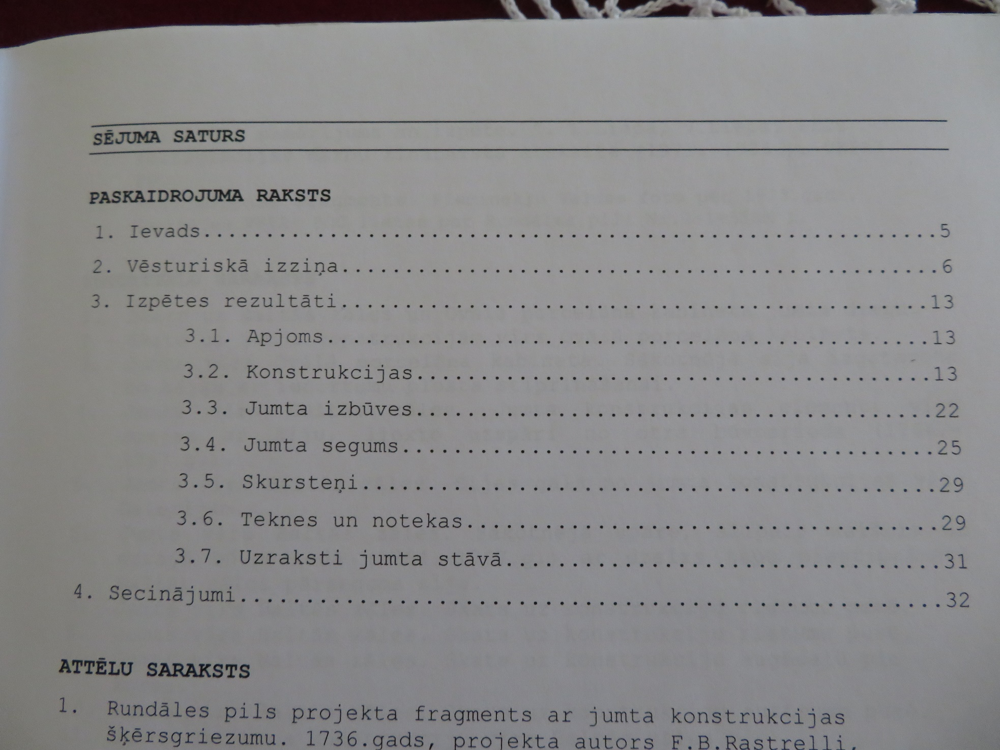 SĒJUMA SATURS
PASKAIDROJUMA RAKSTS
1. Ievads.......................................................5
2. Vēsturiskā izziņa.............................................6
3. Izpētes rezultāti.............................................13
3.1. Apjoms.............................................13
3.2. Konstrukcijas.......................................13
3.3. Jumta izbūves.......................................22
3.4. Jumta segums........................................25
3.5. Skursteņi...........................................29
3.6. Teknes un notekas...................................29
3.7. Uzraksti jumta stāvā................................31
4. Secinājumi.....................................................32
ATTĒLU SARAKSTS
1. Rundāles pils projekta fragments ar jumta konstrukcijas
šķērsgriezumu. 1736.gads, projekta autors F.B.Rastrelli,